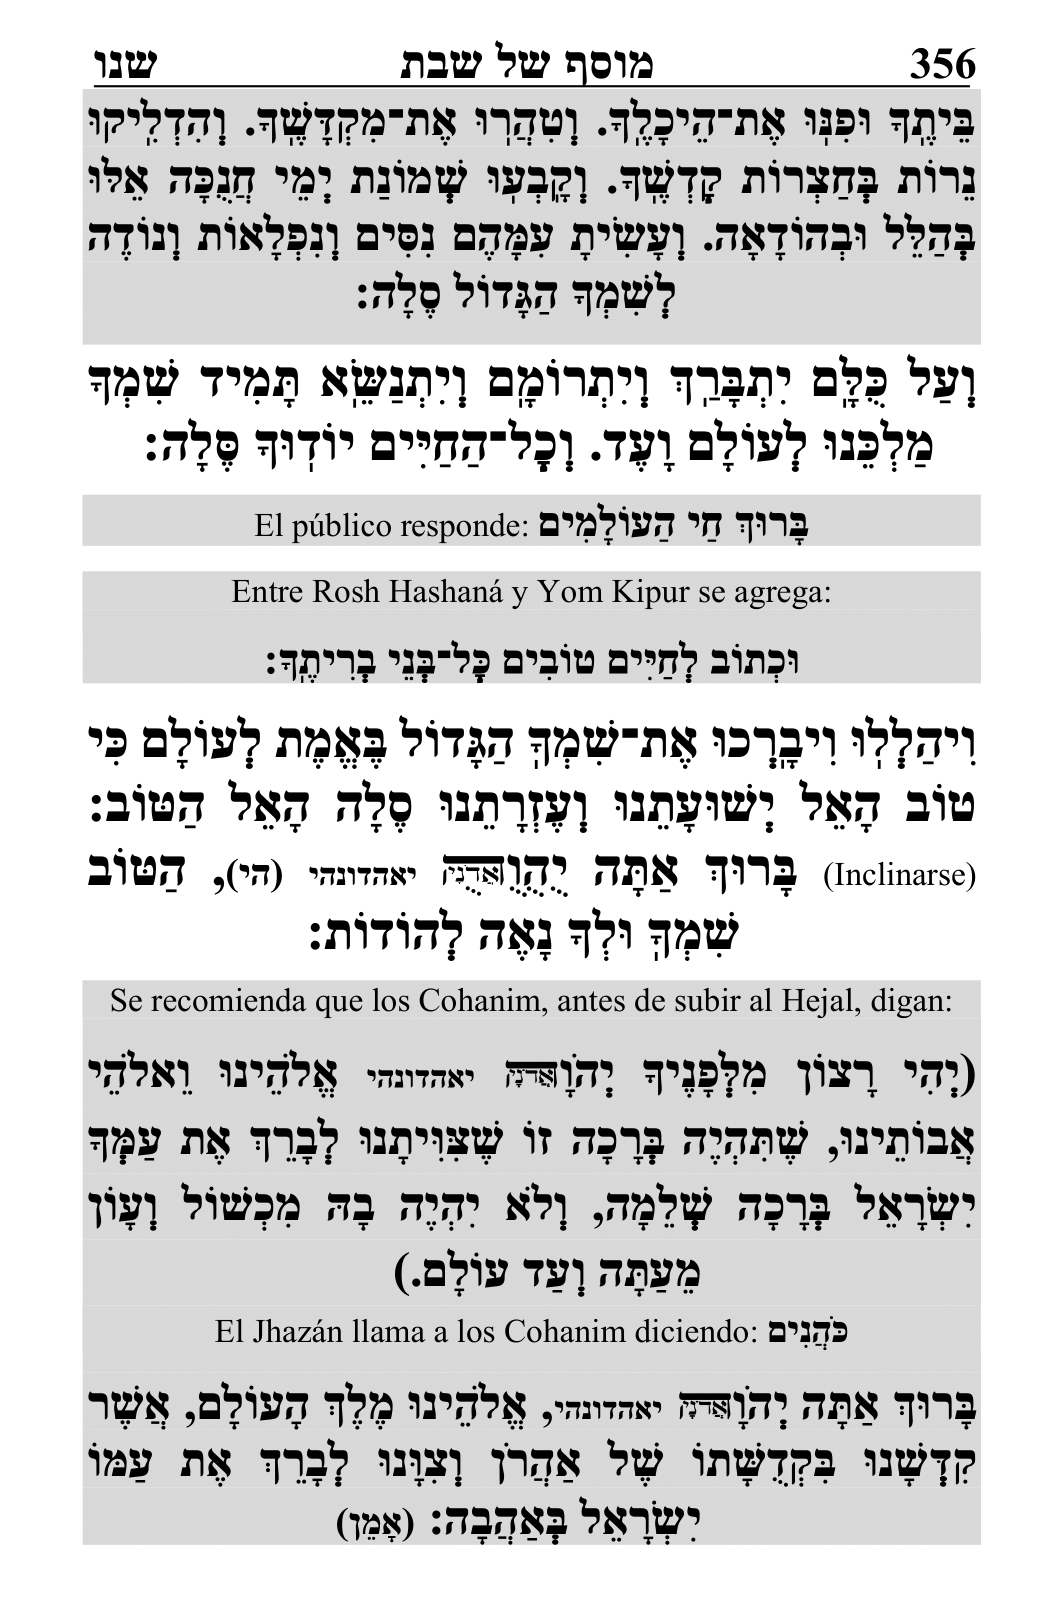 356 מוסף של שבת שנו
בֵּיתֶךָ וּפִנּוּ אֶת־הֵיכָלֶךָ. וְטִהֲרוּ אֶת־מִקְדָּשֶׁךָ. וְהִדְלִיקוּ
נֵרוֹת בְּחַצְרוֹת קָדְשֶׁךָ. וְקָבְעוּ שְׁמוֹנַת יְמֵי חֲנֻכָּה אֵלּוּ
בְּהַלֵּל וּבְהוֹדָאָה. וְעָשִׂיתָ עִמָּהֶם נִסִּים וְנִפְלָאוֹת וְנוֹדֶה
לְשִׁמְךָ הַגָּדוֹל סֶלָה:
וְעַל כֻּלָּם יִתְבָּרַךְ וְיִתְרוֹמָם וְיִתְנַשֵּׂא תָּמִיד שִׁמְךָ
מַלְכֵּנוּ לְעוֹלָם וָעֶד. וְכָל־הַחַיִּים יוֹדוּךָ סֶּלָה:
El público responde: בָּרוּךְ חַי הַעוֹלָמִים
Entre Rosh Hashaná y Yom Kipur se agrega:
וּכְתוֹב לְחַיִּים טוֹבִים כָּל־בְּנֵי בְרִיתֶךָ:
וִיהַלְלוּ וִיבָרְכוּ אֶת־שִׁמְךָ הַגָּדוֹל בֶּאֱמֶת לְעוֹלָם כִּי
טוֹב הָאֵל יְשׁוּעָתֵנוּ וְעֶזְרָתֵנוּ סֶלָה הָאֵל הַטּוֹב:
(Inclinarse) בָּרוּךְ אַתָּה יֻהֻוֻאֲדֹנָיהֻ יאהדונהי (הי), הַטּוֹב
שִׁמְךָ וּלְךָ נָאֶה לְהוֹדוֹת:
Se recomienda que los Cohanim, antes de subir al Hejal, digan:
(יְהִי רָצוֹן מִלְּפָנֶיךָ יְהֹוָאֲדֹנָיה יאהדונהי אֱלֹהֵינוּ וֵאלֹהֵי
אֲבוֹתֵינוּ, שֶׁתִּהְיֶה בְּרָכָה זוֹ שֶׁצִּוִּיתָנוּ לְבָרֵךְ אֶת עַמְּךָ
יִשְׂרָאֵל בְּרָכָה שְׁלֵמָה, וְלֹא יִהְיֶה בָהּ מִכְשׁוֹל וְעָוֹן
מֵעַתָּה וְעַד עוֹלָם.)
El Jhazán llama a los Cohanim diciendo: כֹּהֲנִים
בָּרוּךְ אַתָּה יְהֹוָאֲדֹנָיה יאהדונהי, אֱלֹהֵינוּ מֶלֶךְ הָעוֹלָם, אֲשֶׁר
קִדְּשָׁנוּ בִּקְדֻשָּׁתוֹ שֶׁל אַהֲרֹן וְצִוָּנוּ לְבָרֵךְ אֶת עַמּוֹ
יִשְׂרָאֵל בְּאַהֲבָה: (אָמֵן)